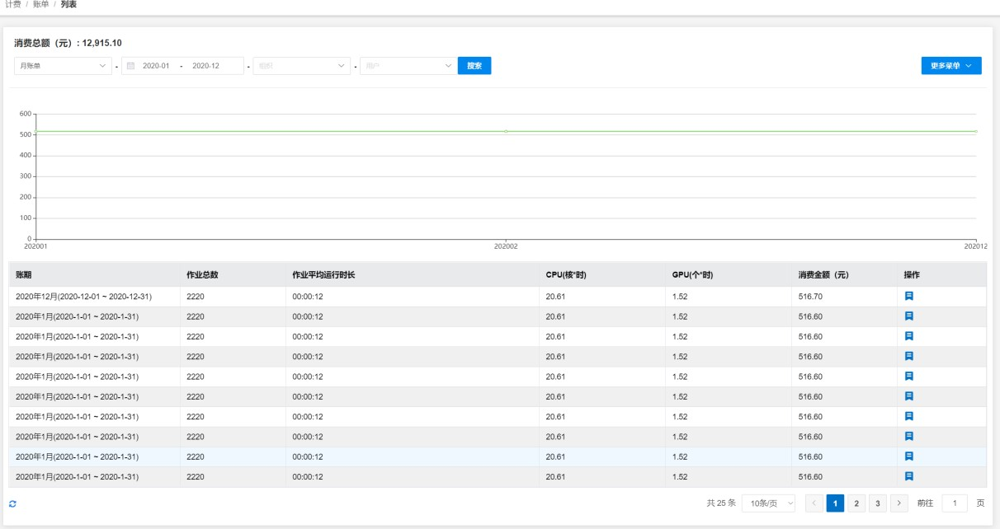 计费 / 账单 / 列表
消费总额（元）: 12,915.10
月账单 - 2020-01 - 2020-12 - 组织 - 用户 搜索 更多菜单
600
500
400
300
200
100
0
202001 202002 202012
账期 作业总数 作业平均运行时长 CPU(核*时) GPU(个*时) 消费金额（元） 操作
2020年12月(2020-12-01 ~ 2020-12-31) 2220 00:00:12 20.61 1.52 516.70
2020年1月(2020-1-01 ~ 2020-1-31) 2220 00:00:12 20.61 1.52 516.60
2020年1月(2020-1-01 ~ 2020-1-31) 2220 00:00:12 20.61 1.52 516.60
2020年1月(2020-1-01 ~ 2020-1-31) 2220 00:00:12 20.61 1.52 516.60
2020年1月(2020-1-01 ~ 2020-1-31) 2220 00:00:12 20.61 1.52 516.60
2020年1月(2020-1-01 ~ 2020-1-31) 2220 00:00:12 20.61 1.52 516.60
2020年1月(2020-1-01 ~ 2020-1-31) 2220 00:00:12 20.61 1.52 516.60
2020年1月(2020-1-01 ~ 2020-1-31) 2220 00:00:12 20.61 1.52 516.60
2020年1月(2020-1-01 ~ 2020-1-31) 2220 00:00:12 20.61 1.52 516.60
2020年1月(2020-1-01 ~ 2020-1-31) 2220 00:00:12 20.61 1.52 516.60
共 25 条 10条/页 < 1 2 3 > 前往 1 页